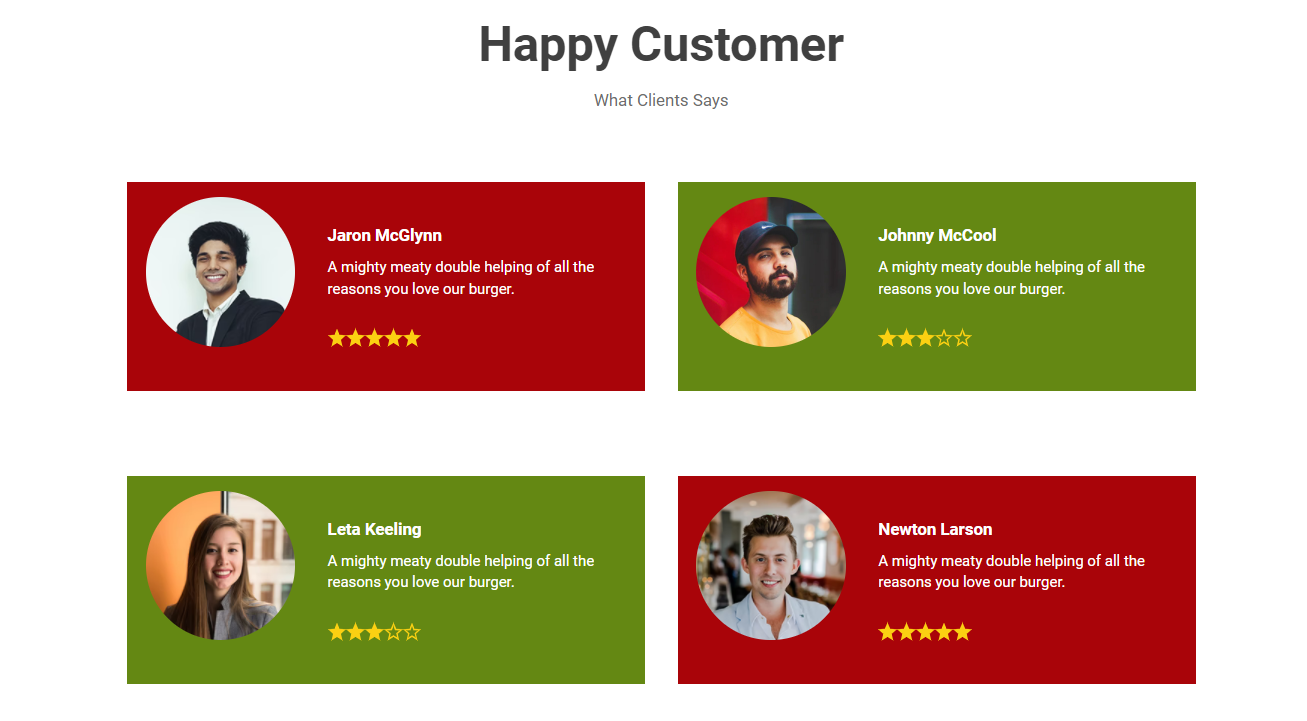 Happy Customer
What Clients Says
Jaron McGlynn
A mighty meaty double helping of all the
reasons you love our burger.
Johnny McCool
A mighty meaty double helping of all the
reasons you love our burger.
Leta Keeling
A mighty meaty double helping of all the
reasons you love our burger.
Newton Larson
A mighty meaty double helping of all the
reasons you love our burger.